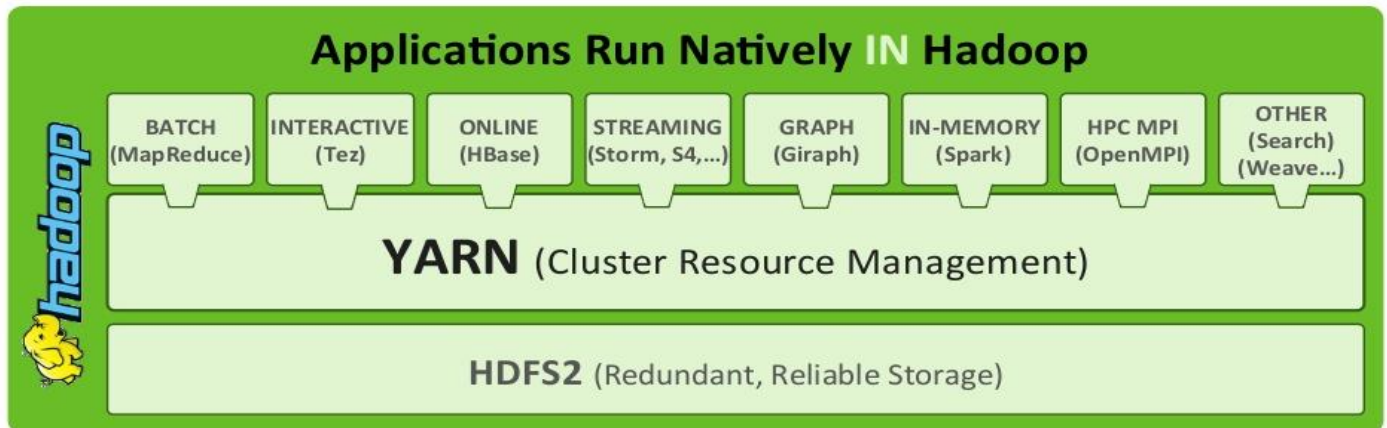 Applications Run Natively IN Hadoop
BATCH
(MapReduce)
INTERACTIVE
(Tez)
ONLINE
(HBase)
STREAMING
(Storm, S4,...)
GRAPH
(Giraph)
IN-MEMORY
(Spark)
HPC MPI
(OpenMPI)
OTHER
(Search)
(Weave...)
hadoop
YARN (Cluster Resource Management)
HDFS2 (Redundant, Reliable Storage)